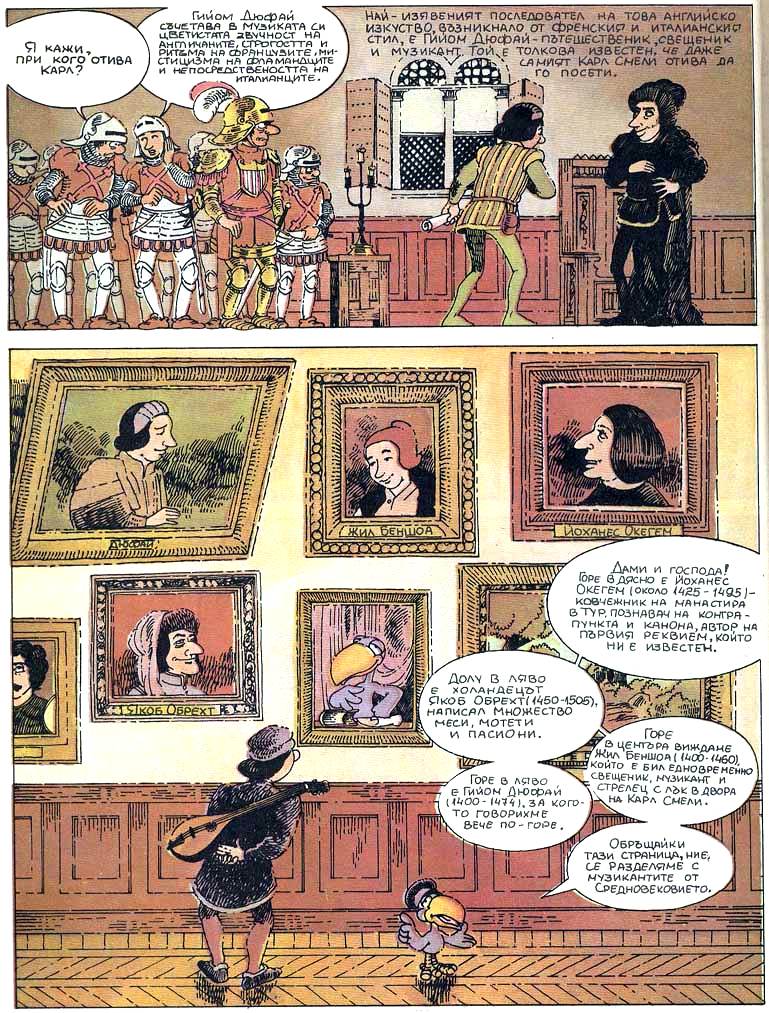 Я КАЖИ,
ПРИ КОГО ОТИВА
КАРЛ?
ГИЙОМ ДЮФАЙ
СЪЧЕТАВА В МУЗИКАТА СИ
ЦВЕТИСТАТА ЗВУЧНОСТ НА
АНГЛИЧАНИТЕ, СТРОГОСТТА И
РИТЪМА НА ФРАНЦУЗИТЕ, МИ-
СТИЦИЗМА НА ФЛАМАНДЦИТЕ
И НЕПОСРЕДСТВЕНОСТТА НА
ИТАЛИАНЦИТЕ.
НАЙ-ИЗЯВЕНИЯТ ПОСЛЕДОВАТЕЛ НА ТОВА АНГЛИЙСКО
ИЗКУСТВО, ВЪЗНИКНАЛО ОТ ФРЕНСКИЯ И ИТАЛИАНСКИЯ
СТИЛ, Е ГИЙОМ ДЮФАЙ-ПЪТЕШЕСТВЕНИК, СВЕЩЕНИК
И МУЗИКАНТ. ТОЙ Е ТОЛКОВА ИЗВЕСТЕН, ЧЕ ДАЖЕ
САМИЯТ КАРЛ СМЕЛИ ОТИВА ДА
ГО ПОСЕТИ.
ДЮФАЙ
ЖИЛ БЕНШОА
ЙОХАНЕС ОКЕГЕМ
ЯКОБ ОБРЕХТ
ДАМИ И ГОСПОДА!
ГОРЕ ВДЯСНО Е ЙОХАНЕС
ОКЕГЕМ (ОКОЛО 1425-1495)-
КОВЧЕЖНИК НА МАНАСТИРА
В ТУР, ПОЗНАВАЧ НА КОНТРА-
ПУНКТА И КАНОНА, АВТОР НА
ПЪРВИЯ РЕКВИЕМ, КОЙТО
НИ Е ИЗВЕСТЕН.
ДОЛУ В ЛЯВО
Е ХОЛАНДЕЦЪТ
ЯКОБ ОБРЕХТ (1450-1505),
НАПИСАЛ МНОЖЕСТВО
МЕСИ, МОТЕТИ
И ПАСИОНИ.
ГОРЕ
В ЦЕНТЪРА ВИЖДАНЕ
ЖИЛ БЕНШОА (1400-1460),
КОЙТО Е БИЛ ЕДНОВРЕМЕННО
СВЕЩЕНИК, МУЗИКАНТ И
СТРЕЛЕЦ С ЛЪК В ДВОРА
НА КАРЛ СМЕЛИ.
ГОРЕ В ЛЯВО
Е ГИЙОМ ДЮФАЙ
(1400-1474), ЗА КОГО-
ТО ГОВОРИХМЕ
ВЕЧЕ ПО-ГОРЕ.
ОБРЪЩАЙКИ
ТАЗИ СТРАНИЦА, НИЕ,
СЕ РАЗДЕЛЯМЕ С
МУЗИКАНТИТЕ ОТ
СРЕДНОВЕКОВИЕТО.